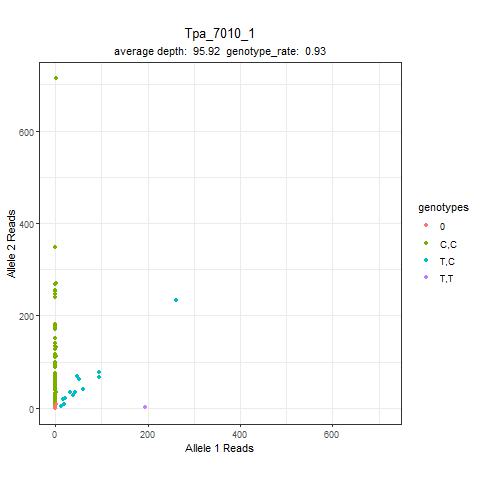 Tpa_7010_1
average depth: 95.92 genotype_rate: 0.93
Allele 2 Reads
600
400
200
0
0
200
400
600
Allele 1 Reads
genotypes
0
C,C
T,C
T,T